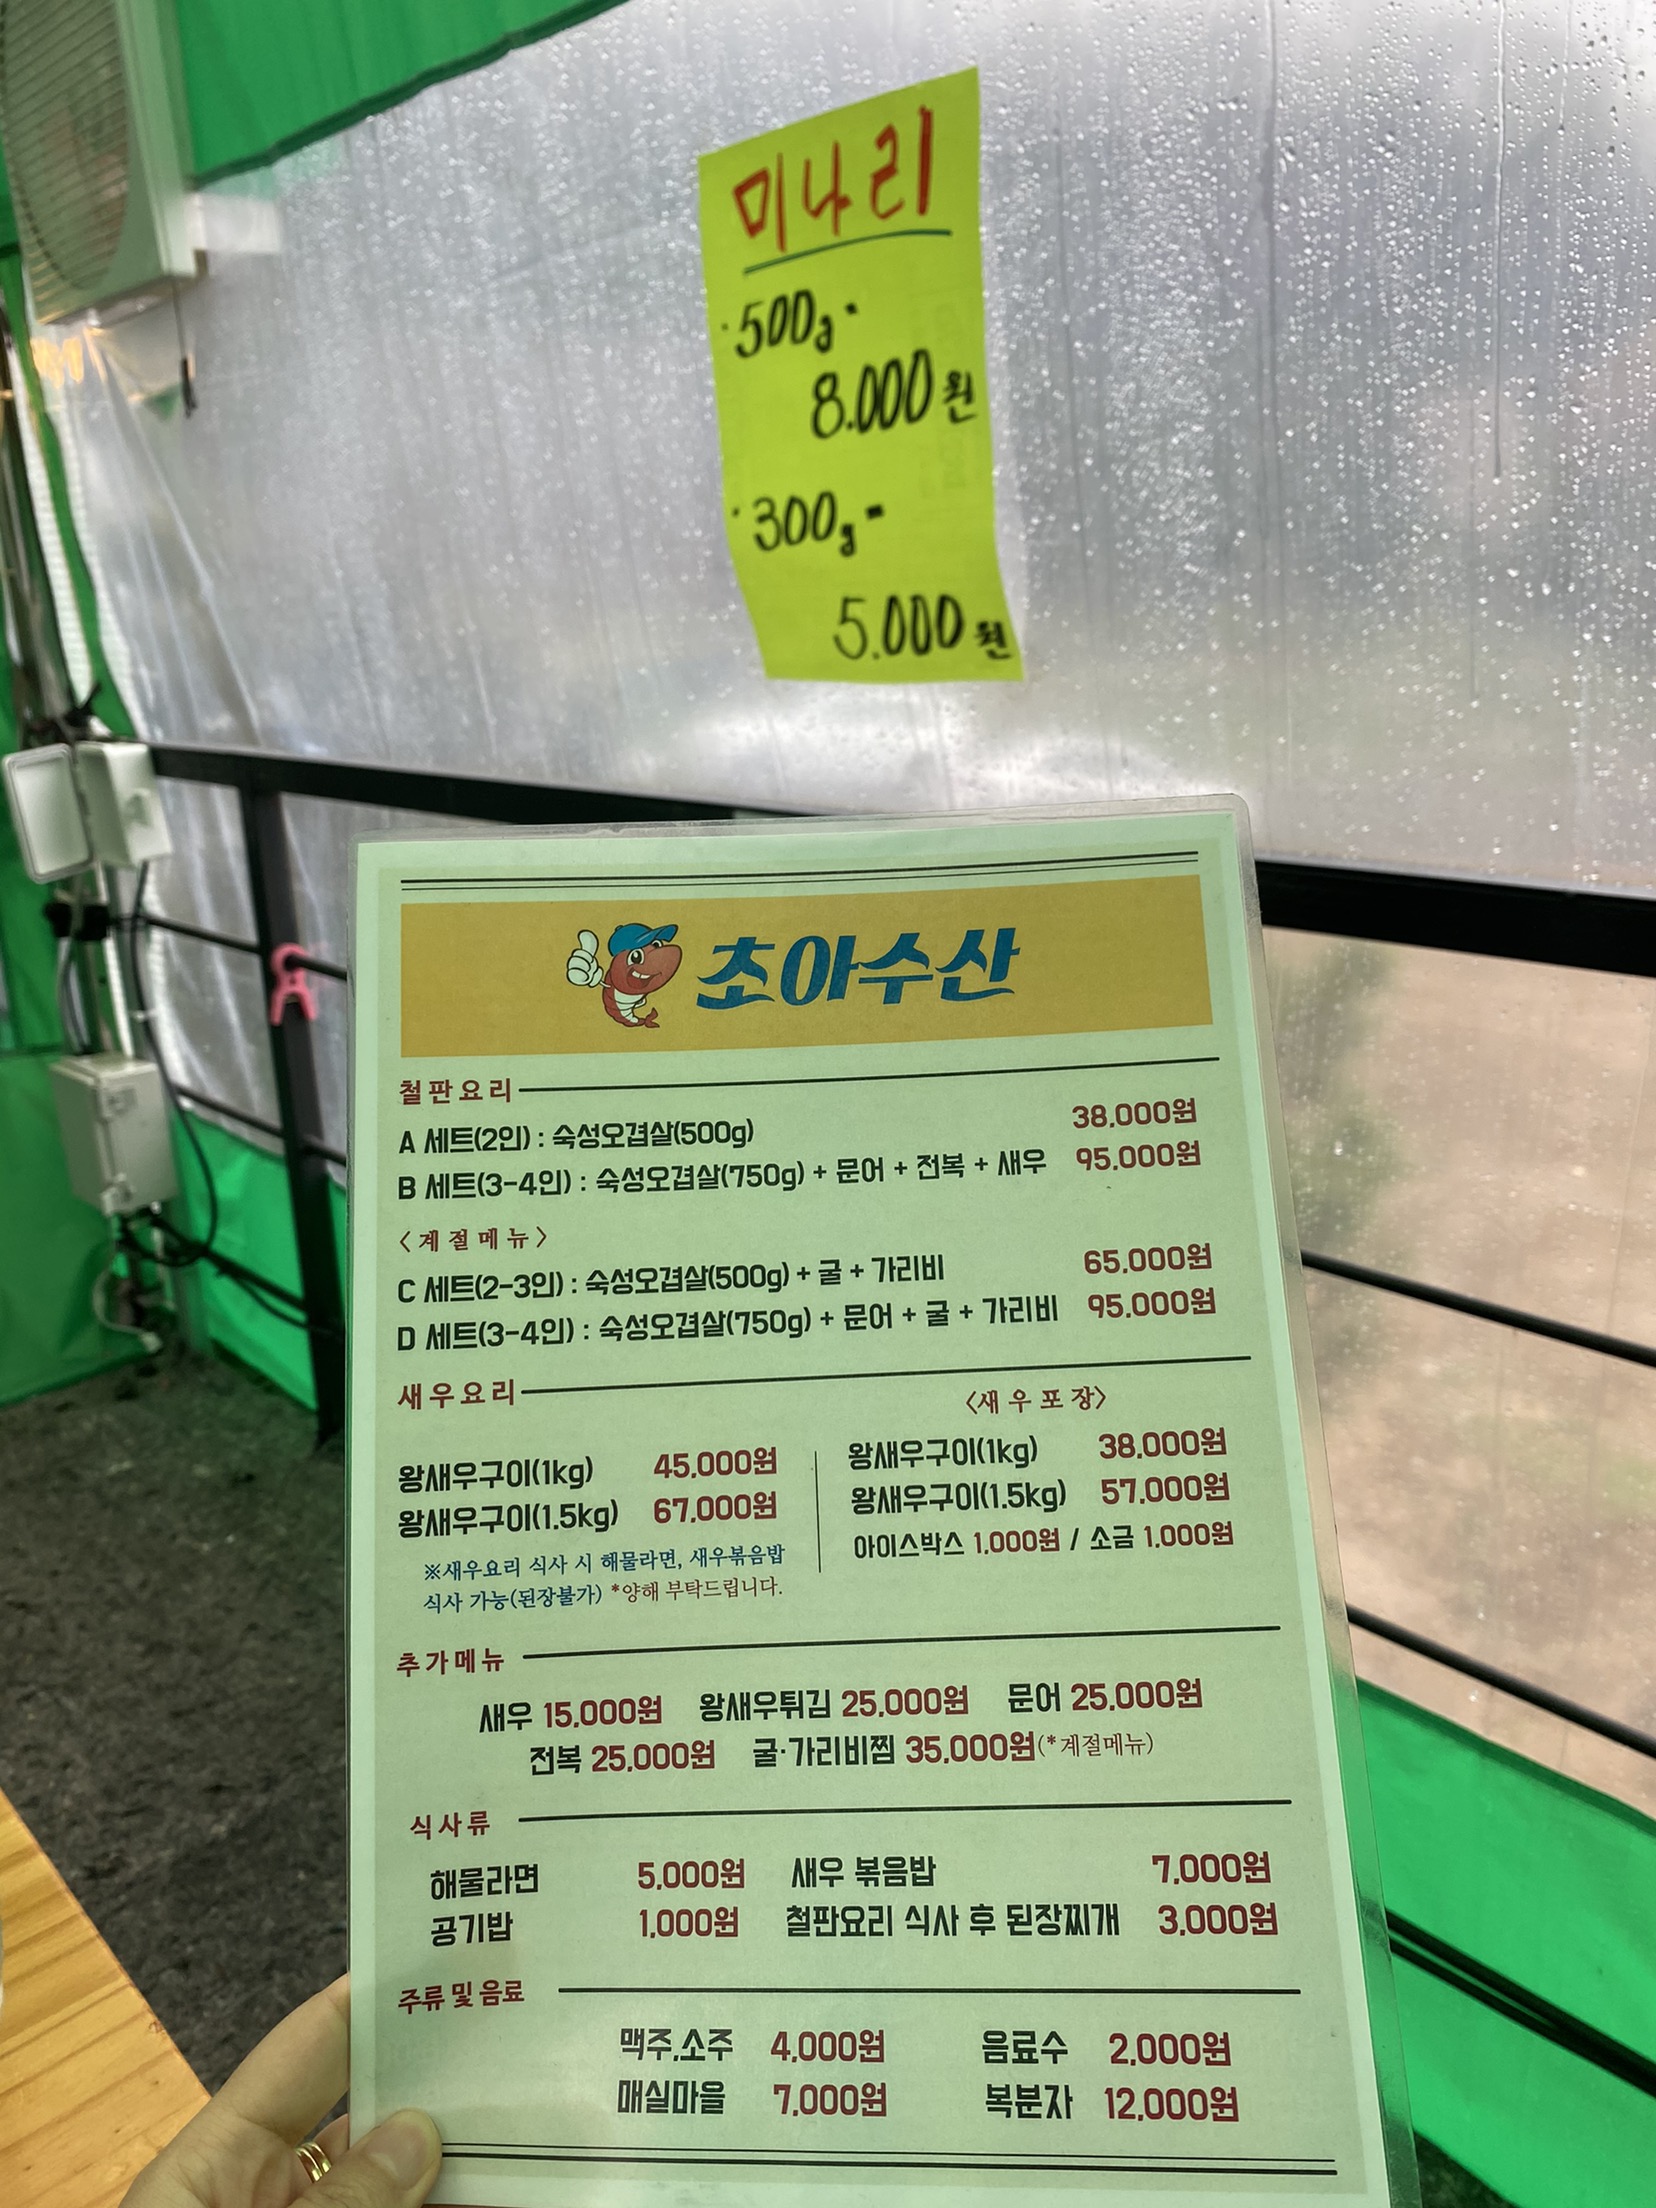 미나리
·500g-
8.000원
·300g-
5.000원
초아수산
철판요리
A 세트(2인) : 숙성오겹살(500g) 38,000원
B 세트(3-4인) : 숙성오겹살(750g) + 문어 + 전복 + 새우 95,000원
<계절메뉴>
C 세트(2-3인) : 숙성오겹살(500g) + 굴 + 가리비 65,000원
D 세트(3-4인) : 숙성오겹살(750g) + 문어 + 굴 + 가리비 95,000원
새우요리
왕새우구이(1kg) 45,000원
왕새우구이(1.5kg) 67,000원
※새우요리 식사 시 해물라면, 새우볶음밥
식사 가능(된장불가) *양해 부탁드립니다.
<새우포장>
왕새우구이(1kg) 38,000원
왕새우구이(1.5kg) 57,000원
아이스박스 1,000원 / 소금 1,000원
추가메뉴
새우 15,000원 왕새우튀김 25,000원 문어 25,000원
전복 25,000원 굴·가리비찜 35,000원(*계절메뉴)
식사류
해물라면 5,000원 새우 볶음밥 7,000원
공기밥 1,000원 철판요리 식사 후 된장찌개 3,000원
주류 및 음료
맥주,소주 4,000원 음료수 2,000원
매실마을 7,000원 복분자 12,000원